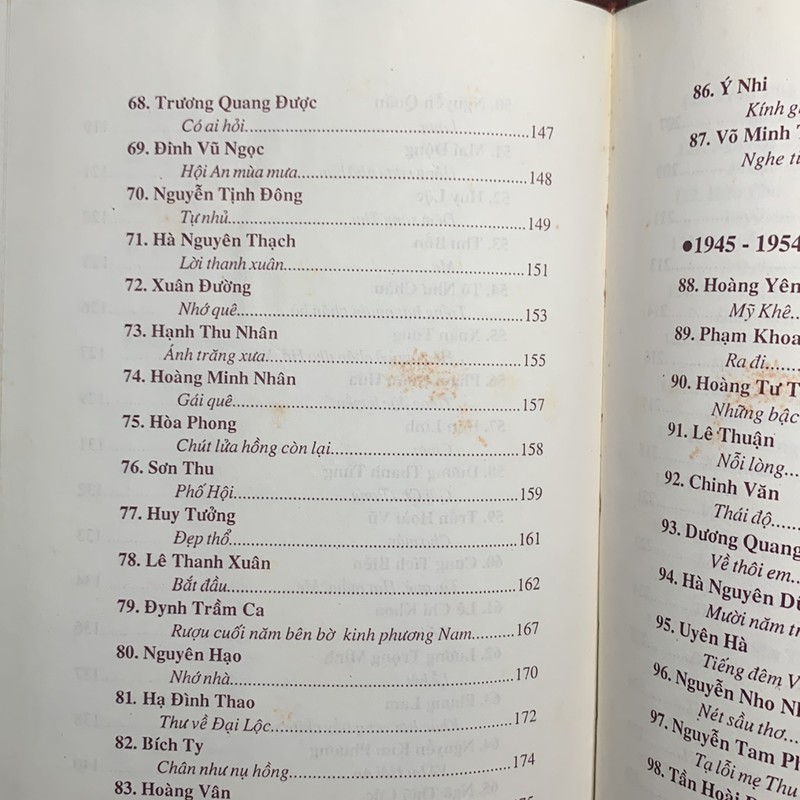 68. Trương Quang Được
Có ai hỏi.......147
69. Đinh Vũ Ngọc
Hội An mùa mưa.......148
70. Nguyễn Tịnh Đông
Tự nhủ.......149
71. Hà Nguyên Thạch
Lời thanh xuân.......151
72. Xuân Đường
Nhớ quê.......153
73. Hạnh Thu Nhân
Ánh trăng xưa.......155
74. Hoàng Minh Nhân
Gái quê.......157
75. Hòa Phong
Chút lửa hồng còn lại.......158
76. Sơn Thu
Phố Hội.......159
77. Huy Tưởng
Đẹp thổ.......161
78. Lê Thanh Xuân
Bắt đầu.......162
79. Đynh Trầm Ca
Rượu cuối năm bên bờ kinh phương Nam.......167
80. Nguyên Hạo
Nhớ nhà.......170
81. Hạ Đình Thao
Thư về Đại Lộc.......172
82. Bích Ty
Chân như nụ hồng.......174
83. Hoàng Vân
86. Ý Nhi
Kính
87. Võ Minh
Nghe
●1945 - 1954
88. Hoàng Yên
Mỹ Khê...
89. Phạm Khoa
Ra đi.......
90. Hoàng Tư
Những bậc
91. Lê Thuận
Nỗi lòng.......
92. Chinh Văn
Thái độ.......
93. Dương Quang
Về thôi em.......
94. Hà Nguyên
Mười năm
95. Uyên Hà
Tiếng đêm
96. Nguyễn Nho
Nét sầu thơ...
97. Nguyễn Tam
Tạ lỗi mẹ Thu
98. Tần Hoài